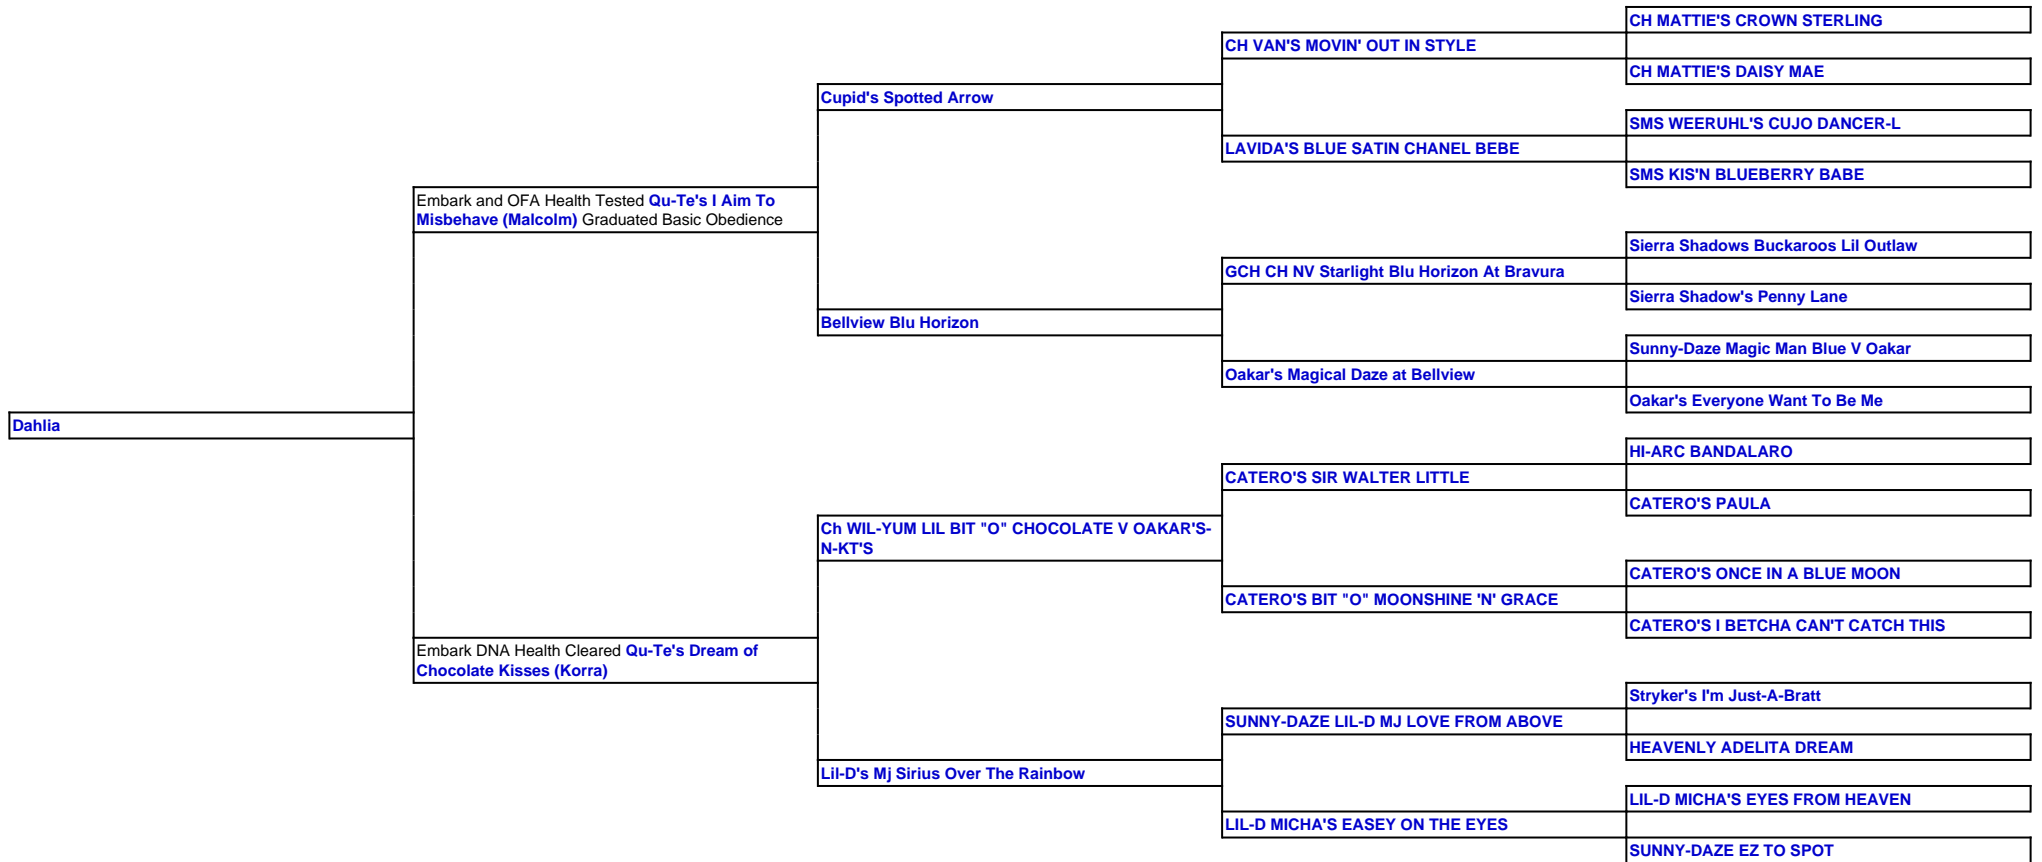 CH MATTIE'S CROWN STERLING
CH VAN'S MOVIN' OUT IN STYLE
CH MATTIE'S DAISY MAE
Cupid's Spotted Arrow
SMS WEERUHL'S CUJO DANCER-L
LAVIDA'S BLUE SATIN CHANEL BEBE
SMS KIS'N BLUEBERRY BABE
Embark and OFA Health Tested Qu-Te's I Aim To
Misbehave (Malcolm) Graduated Basic Obedience
Sierra Shadows Buckaroos Lil Outlaw
GCH CH NV Starlight Blu Horizon At Bravura
Sierra Shadow's Penny Lane
Bellview Blu Horizon
Sunny-Daze Magic Man Blue V Oakar
Oakar's Magical Daze at Bellview
Oakar's Everyone Want To Be Me
Dahlia
HI-ARC BANDALARO
CATERO'S SIR WALTER LITTLE
CATERO'S PAULA
Ch WIL-YUM LIL BIT "O" CHOCOLATE V OAKAR'S-
N-KT'S
CATERO'S ONCE IN A BLUE MOON
CATERO'S BIT "O" MOONSHINE 'N' GRACE
CATERO'S I BETCHA CAN'T CATCH THIS
Embark DNA Health Cleared Qu-Te's Dream of
Chocolate Kisses (Korra)
Stryker's I'm Just-A-Bratt
SUNNY-DAZE LIL-D MJ LOVE FROM ABOVE
HEAVENLY ADELITA DREAM
Lil-D's Mj Sirius Over The Rainbow
LIL-D MICHA'S EYES FROM HEAVEN
LIL-D MICHA'S EASEY ON THE EYES
SUNNY-DAZE EZ TO SPOT